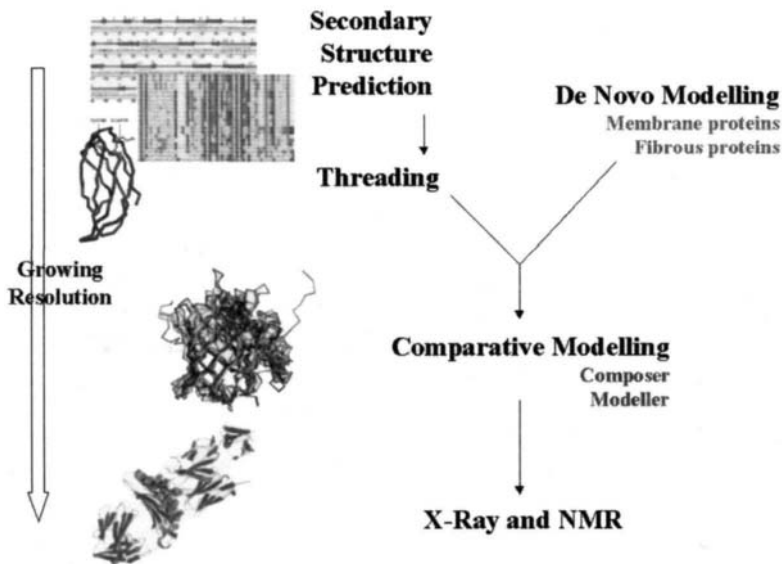 Secondary
Structure
Prediction
De Novo Modelling
Membrane proteins
Fibrous proteins
Threading
Growing
Resolution
Comparative Modelling
Composer
Modeller
X-Ray and NMR